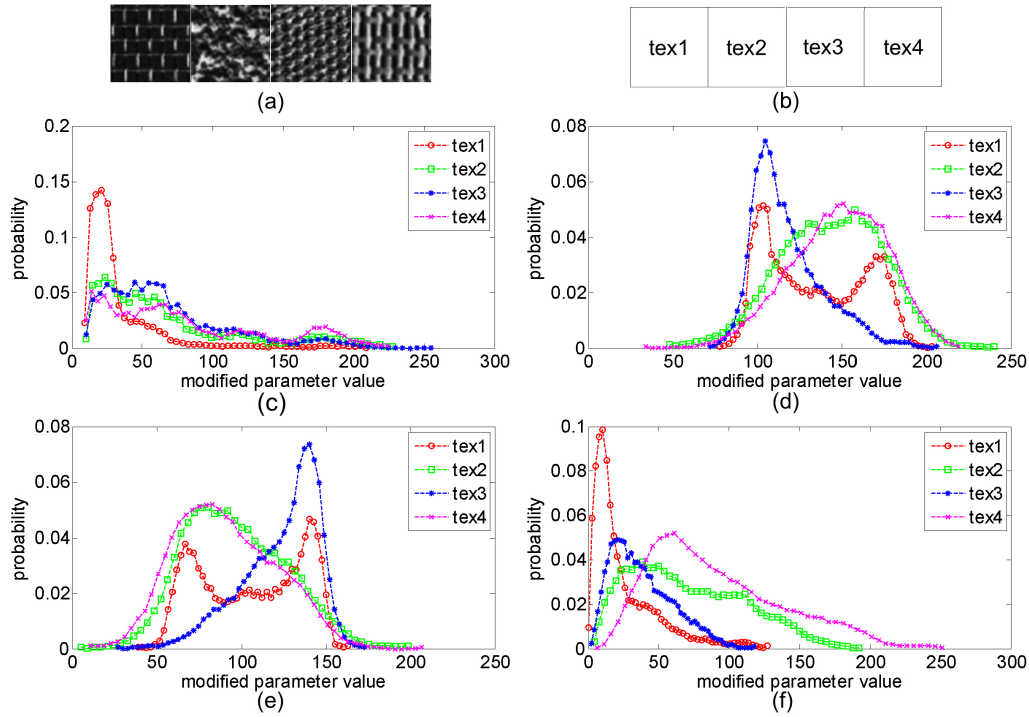 (a)
tex1 tex2 tex3 tex4
(b)
0.2
0.15
0.1
0.05
0
probability
0 50 100 150 200 250 300
modified parameter value
tex1
tex2
tex3
tex4
(c)
0.08
0.06
0.04
0.02
0
probability
0 50 100 150 200 250
modified parameter value
tex1
tex2
tex3
tex4
(d)
0.08
0.06
0.04
0.02
0
probability
0 50 100 150 200 250
modified parameter value
tex1
tex2
tex3
tex4
(e)
0.1
0.08
0.06
0.04
0.02
0
probability
0 50 100 150 200 250 300
modified parameter value
tex1
tex2
tex3
tex4
(f)